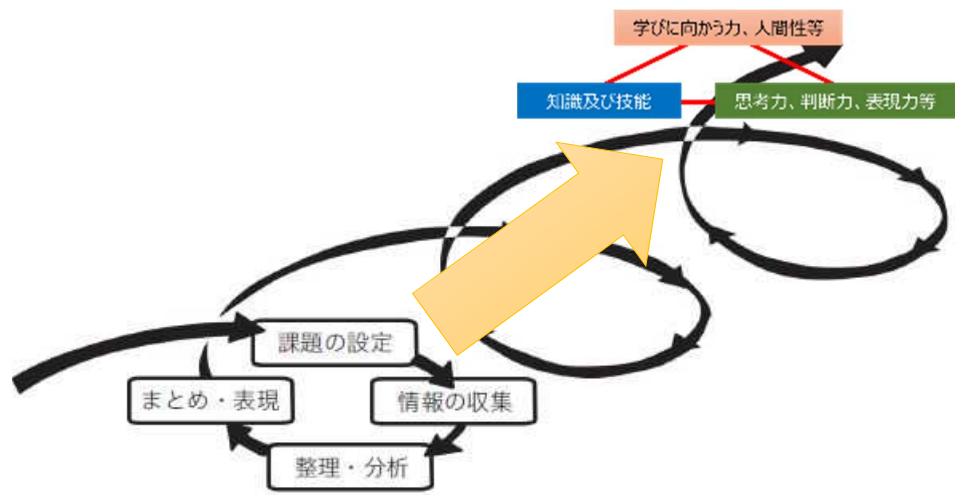 学びに向かう力、人間性等
知識及び技能
思考力、判断力、表現力等
課題の設定
まとめ・表現
情報の収集
整理・分析